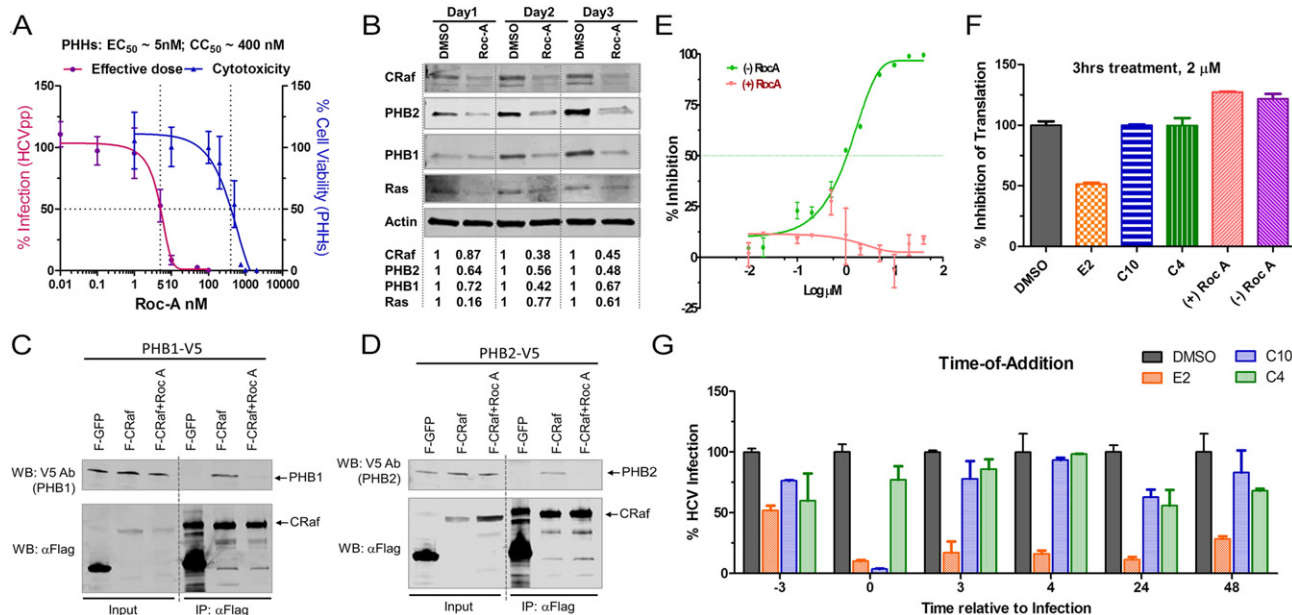 A
PHHs: EC50 ~ 5nM; CC50 ~ 400 nM
Effective dose
Cytotoxicity
% Infection (HCVpp)
150
100
50
0
% Cell Viability (PHHs)
150
100
50
0
0.01 0.1 1 5 10 100 1000 10000
Roc-A nM
B
Day1 Day2 Day3
DMSO Roc-A DMSO Roc-A DMSO Roc-A
CRaf
PHB2
PHB1
Ras
Actin
CRaf 1 0.87 1 0.38 1 0.45
PHB2 1 0.64 1 0.56 1 0.48
PHB1 1 0.72 1 0.42 1 0.67
Ras 1 0.16 1 0.77 1 0.61
E
% Inhibition
100
75
50
25
0
-25
(-) RocA
(+) RocA
-3 -2 -1 0 1 2
Log µM
F
3hrs treatment, 2 µM
% Inhibition of Translation
150
100
50
0
DMSO E2 C10 C4 (+) Roc A (-) Roc A
C
PHB1-V5
F-GFP F-CRaf F-CRaf+Roc A F-GFP F-CRaf F-CRaf+Roc A
WB: V5 Ab
(PHB1)
PHB1
CRaf
WB: αFlag
Input IP: αFlag
D
PHB2-V5
F-GFP F-CRaf F-CRaf+Roc A F-GFP F-CRaf F-CRaf+Roc A
WB: V5 Ab
(PHB2)
PHB2
CRaf
WB: αFlag
Input IP: αFlag
G
Time-of-Addition
DMSO C10
E2 C4
% HCV Infection
150
100
50
0
-3 0 3 4 24 48
Time relative to Infection